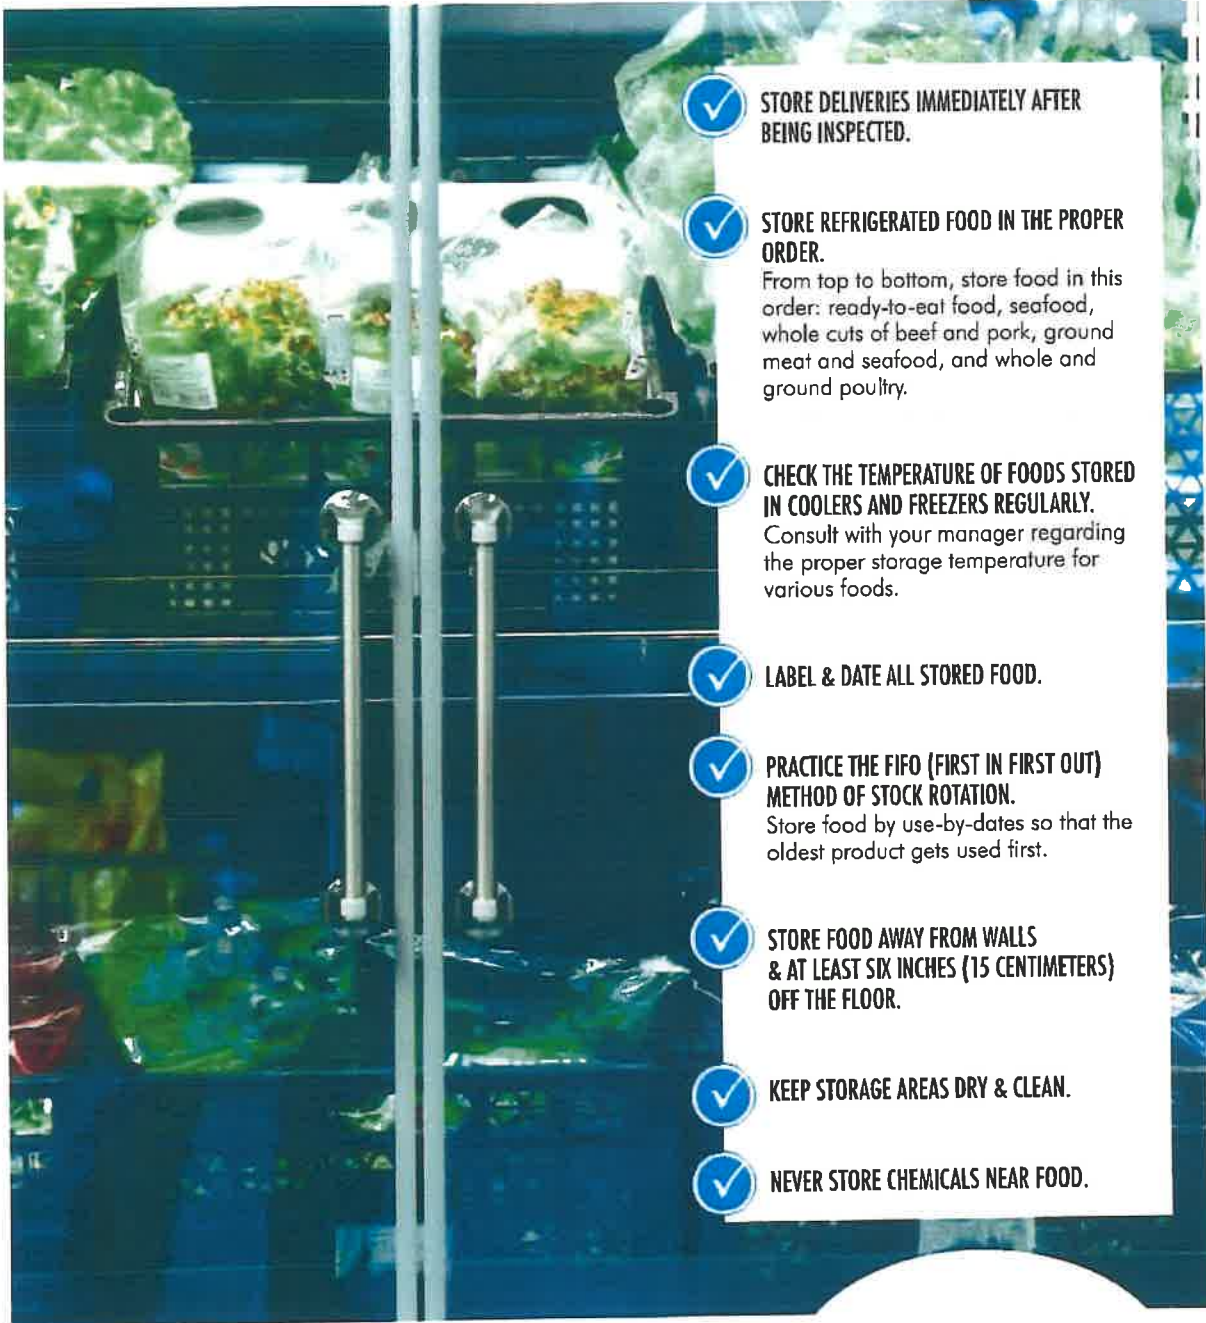 STORE DELIVERIES IMMEDIATELY AFTER
BEING INSPECTED.
STORE REFRIGERATED FOOD IN THE PROPER
ORDER.
From top to bottom, store food in this
order: ready-to-eat food, seafood,
whole cuts of beef and pork, ground
meat and seafood, and whole and
ground poultry.
CHECK THE TEMPERATURE OF FOODS STORED
IN COOLERS AND FREEZERS REGULARLY.
Consult with your manager regarding
the proper storage temperature for
various foods.
LABEL & DATE ALL STORED FOOD.
PRACTICE THE FIFO (FIRST IN FIRST OUT)
METHOD OF STOCK ROTATION.
Store food by use-by-dates so that the
oldest product gets used first.
STORE FOOD AWAY FROM WALLS
& AT LEAST SIX INCHES (15 CENTIMETERS)
OFF THE FLOOR.
KEEP STORAGE AREAS DRY & CLEAN.
NEVER STORE CHEMICALS NEAR FOOD.